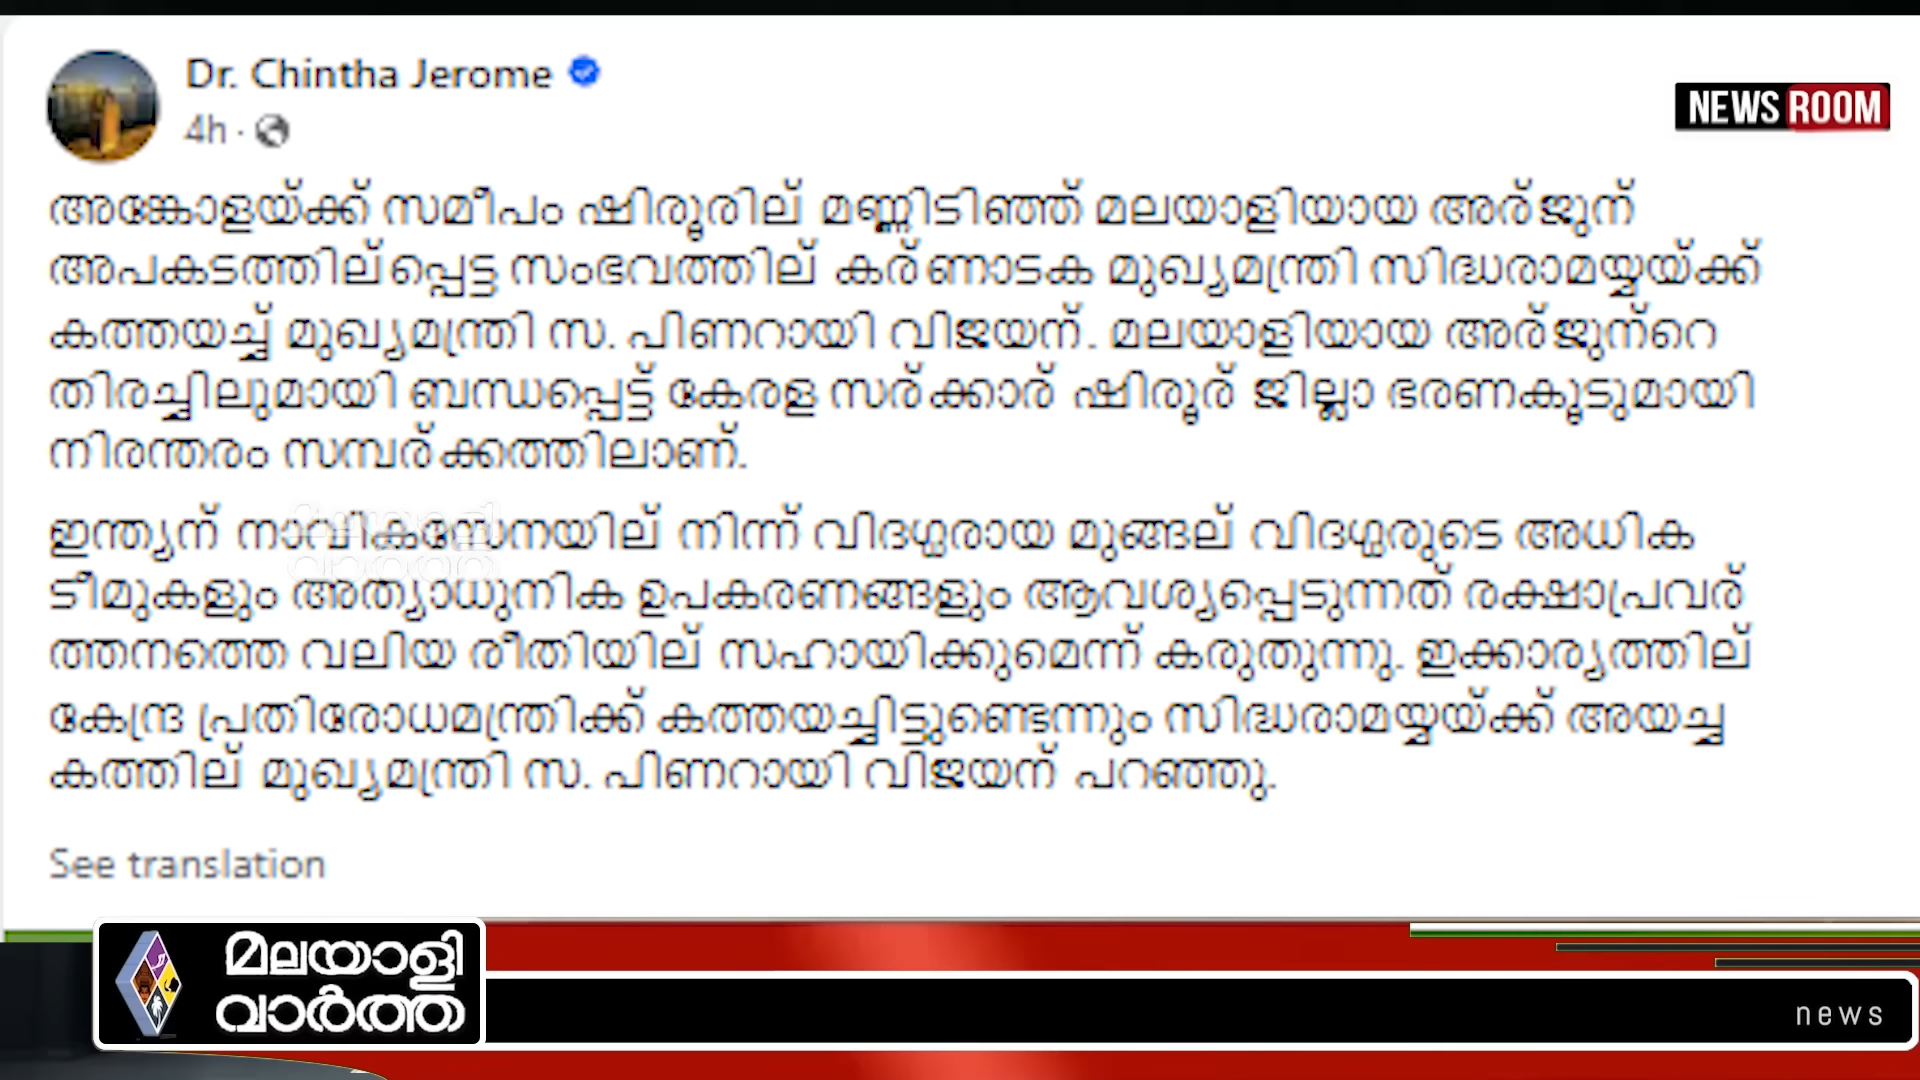 Dr. Chintha Jerome
4h ·
NEWS ROOM
അങ്കോളയ്ക്ക് സമീപം ഷിരൂരില് മണ്ണിടിഞ്ഞ് മലയാളിയായ അര്ജുന്
അപകടത്തില്പ്പെട്ട സംഭവത്തില് കര്ണാടക മുഖ്യമന്ത്രി സിദ്ധരാമയ്യയ്ക്ക്
കത്തയച്ച് മുഖ്യമന്ത്രി സ. പിണറായി വിജയന്. മലയാളിയായ അര്ജുന്റെ
തിരച്ചിലുമായി ബന്ധപ്പെട്ട് കേരള സര്ക്കാര് ഷിരൂര് ജില്ലാ ഭരണകൂടുമായി
നിരന്തരം സമ്പര്ക്കത്തിലാണ്.
ഇന്ത്യന് നാവികസേനയില് നിന്ന് വിദഗ്ദ്ധരായ മുങ്ങല് വിദഗ്ദ്ധരുടെ അധിക
ടീമുകളും അത്യാധുനിക ഉപകരണങ്ങളും ആവശ്യപ്പെടുന്നത് രക്ഷാപ്രവര്
ത്തനത്തെ വലിയ രീതിയില് സഹായിക്കുമെന്ന് കരുതുന്നു. ഇക്കാര്യത്തില്
കേന്ദ്ര പ്രതിരോധമന്ത്രിക്ക് കത്തയച്ചിട്ടുണ്ടെന്നും സിദ്ധരാമയ്യയ്ക്ക് അയച്ച
കത്തില് മുഖ്യമന്ത്രി സ. പിണറായി വിജയന് പറഞ്ഞു.
See translation
മലയാളി
വാർത്ത
news